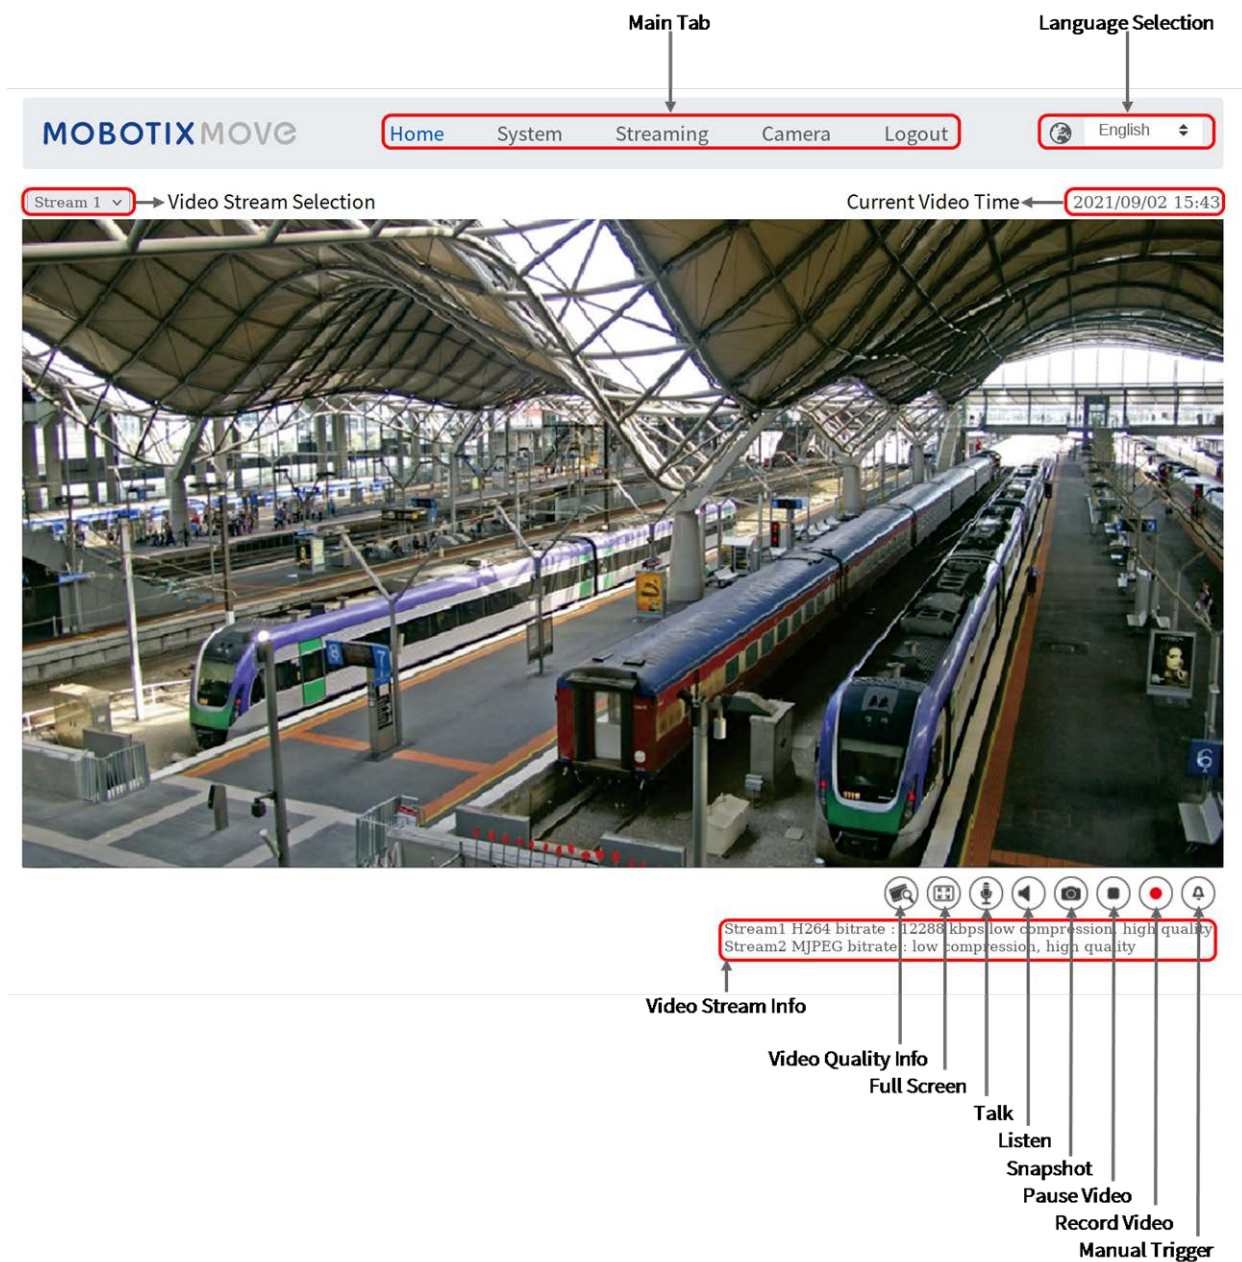 Main Tab
Language Selection
MOBOTIX MOVE
Home System Streaming Camera Logout
English
Stream 1
Video Stream Selection
Current Video Time
2021/09/02 15:43
8
7
6
Stream1 H264 bitrate : 12288 kbps low compression, high quality
Stream2 MJPEG bitrate : low compression, high quality
Video Stream Info
Video Quality Info
Full Screen
Talk
Listen
Snapshot
Pause Video
Record Video
Manual Trigger